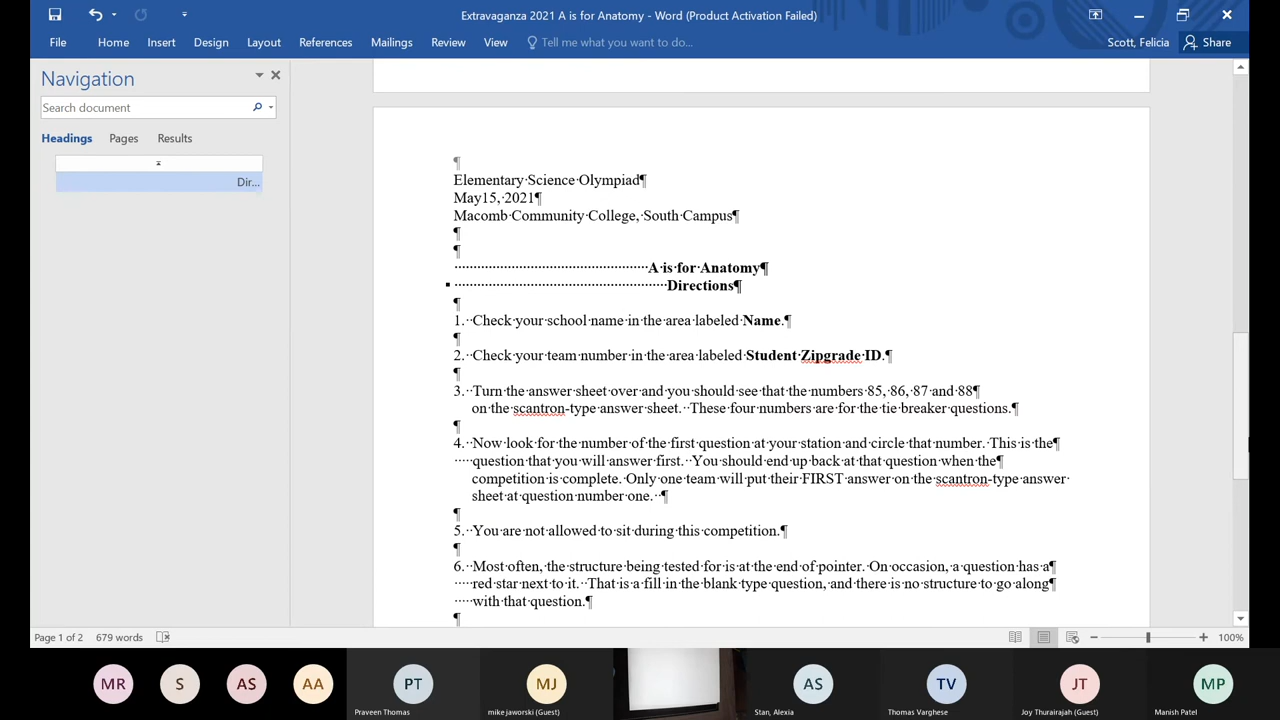 Extravaganza 2021 A is for Anatomy - Word (Product Activation Failed)
File Home Insert Design Layout References Mailings Review View Tell me what you want to do... Scott, Felicia Share
Navigation
Search document
Headings Pages Results
Dir...
Elementary Science Olympiad¶
May15, 2021¶
Macomb Community College, South Campus¶
A is for Anatomy¶
Directions¶
1. Check your school name in the area labeled Name.¶
2. Check your team number in the area labeled Student Zipgrade ID.¶
3. Turn the answer sheet over and you should see that the numbers 85, 86, 87 and 88¶
on the scantron-type answer sheet. These four numbers are for the tie breaker questions.¶
4. Now look for the number of the first question at your station and circle that number. This is the¶
question that you will answer first. You should end up back at that question when the¶
competition is complete. Only one team will put their FIRST answer on the scantron-type answer
sheet at question number one. ¶
5. You are not allowed to sit during this competition.¶
6. Most often, the structure being tested for is at the end of pointer. On occasion, a question has a¶
red star next to it. That is a fill in the blank type question, and there is no structure to go along¶
with that question.¶
Page 1 of 2 679 words 100%
MR S AS AA PT MJ AS TV JT MP
Praveen Thomas mike jaworski (Guest) Stan, Alexia Thomas Varghese Joy Thurairajah (Guest) Manish Patel